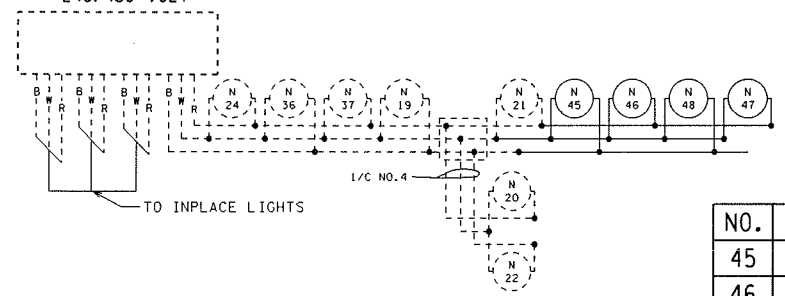 B W R B W R B W R B W R
N 24
N 36
N 37
N 19
N 21
N 45
N 46
N 48
N 47
1/C NO.4
N 20
TO INPLACE LIGHTS
N 22
NO.
45
46